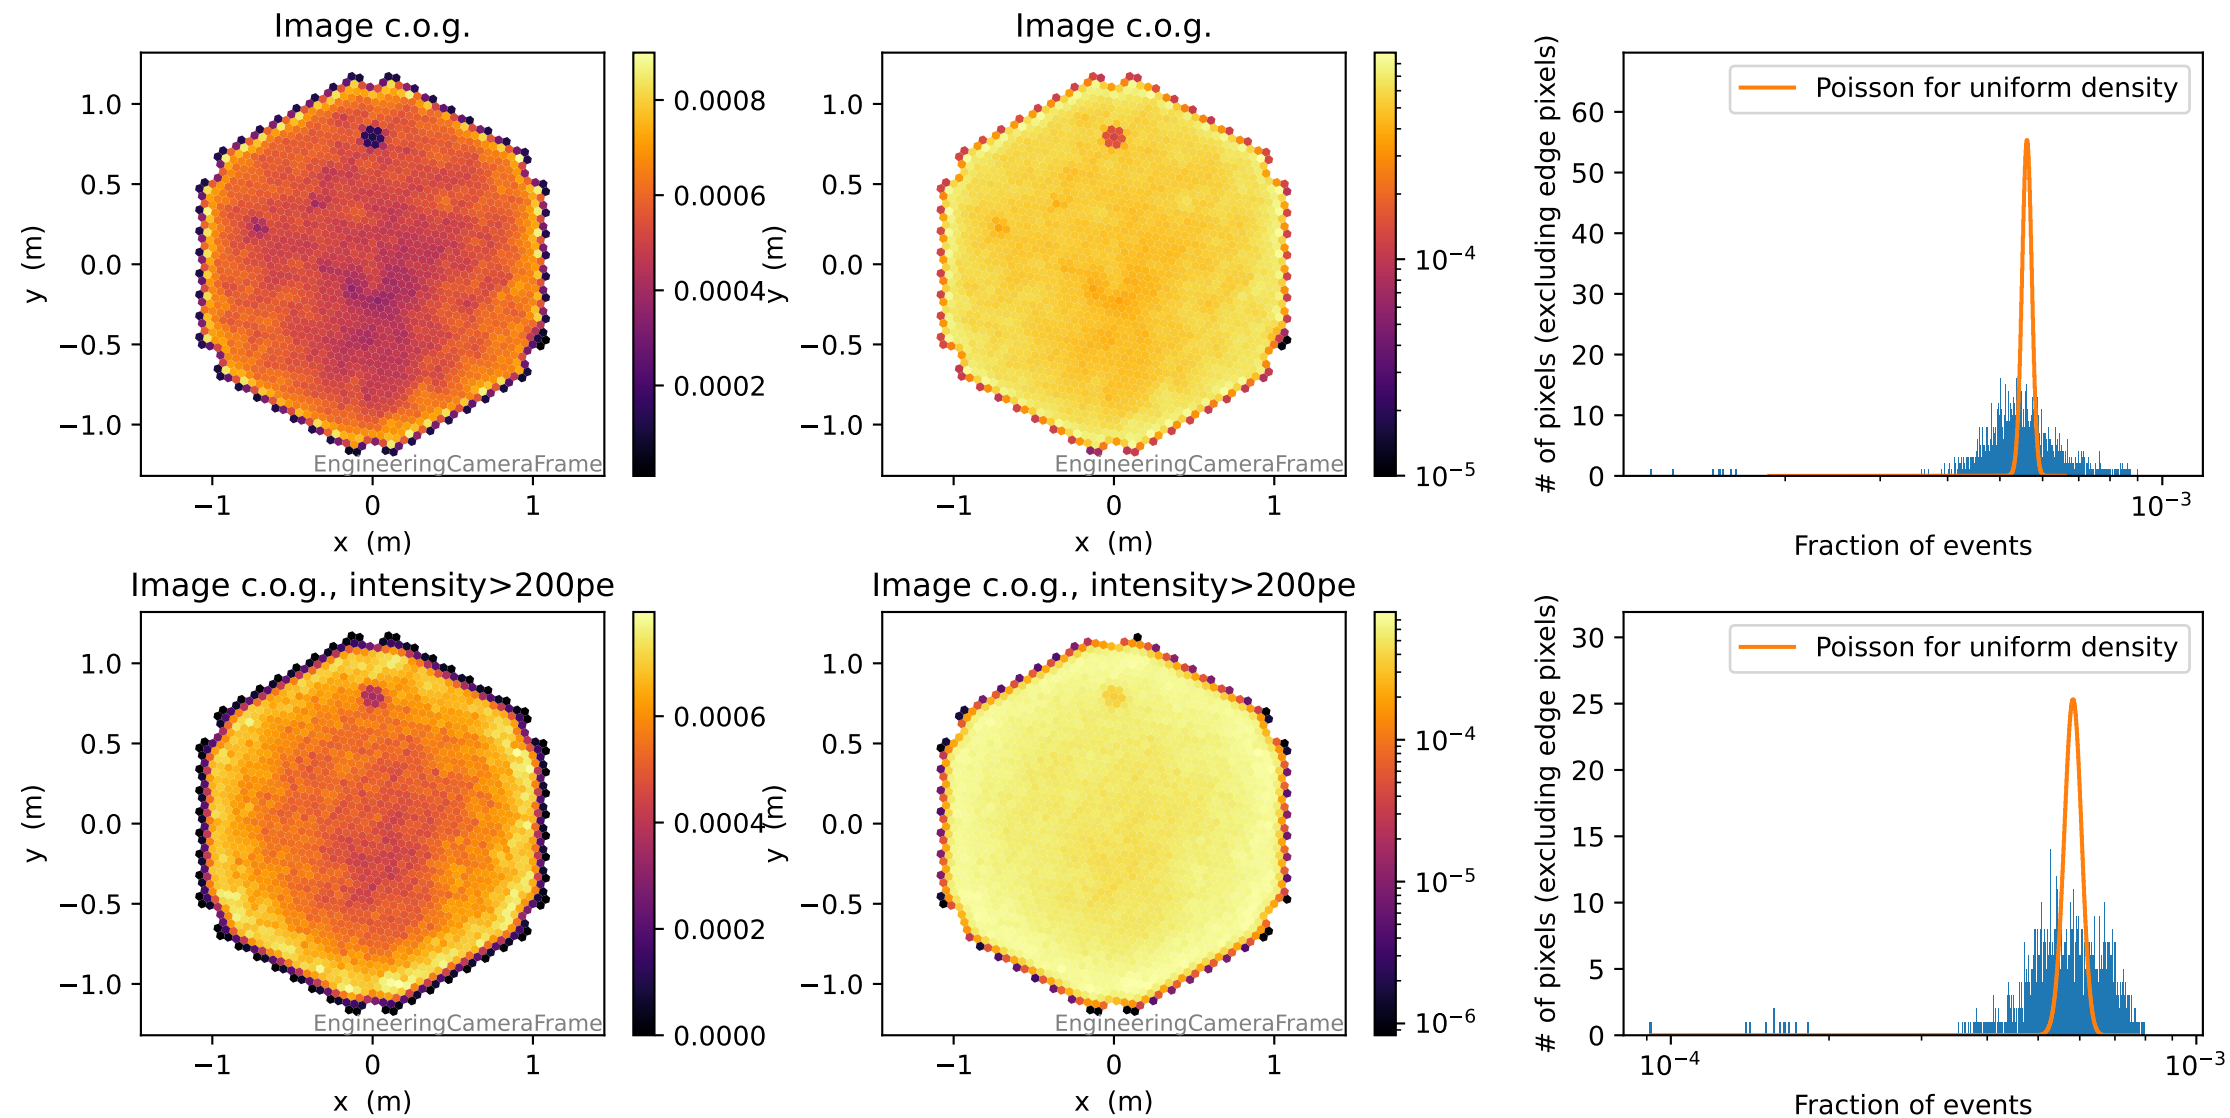 Image c.o.g.
y (m)
1.0
0.5
0.0
−0.5
−1.0
−1
0
1
x (m)
EngineeringCameraFrame
0.0008
0.0006
0.0004
0.0002
Image c.o.g.
y (m)
1.0
0.5
0.0
−0.5
−1.0
−1
0
1
x (m)
EngineeringCameraFrame
10−4
10−5
# of pixels (excluding edge pixels)
60
50
40
30
20
10
0
Poisson for uniform density
10−3
Fraction of events
Image c.o.g., intensity>200pe
y (m)
1.0
0.5
0.0
−0.5
−1.0
−1
0
1
x (m)
EngineeringCameraFrame
0.0006
0.0004
0.0002
0.0000
Image c.o.g., intensity>200pe
y (m)
1.0
0.5
0.0
−0.5
−1.0
−1
0
1
x (m)
EngineeringCameraFrame
10−4
10−5
10−6
# of pixels (excluding edge pixels)
30
25
20
15
10
5
0
Poisson for uniform density
10−4
10−3
Fraction of events